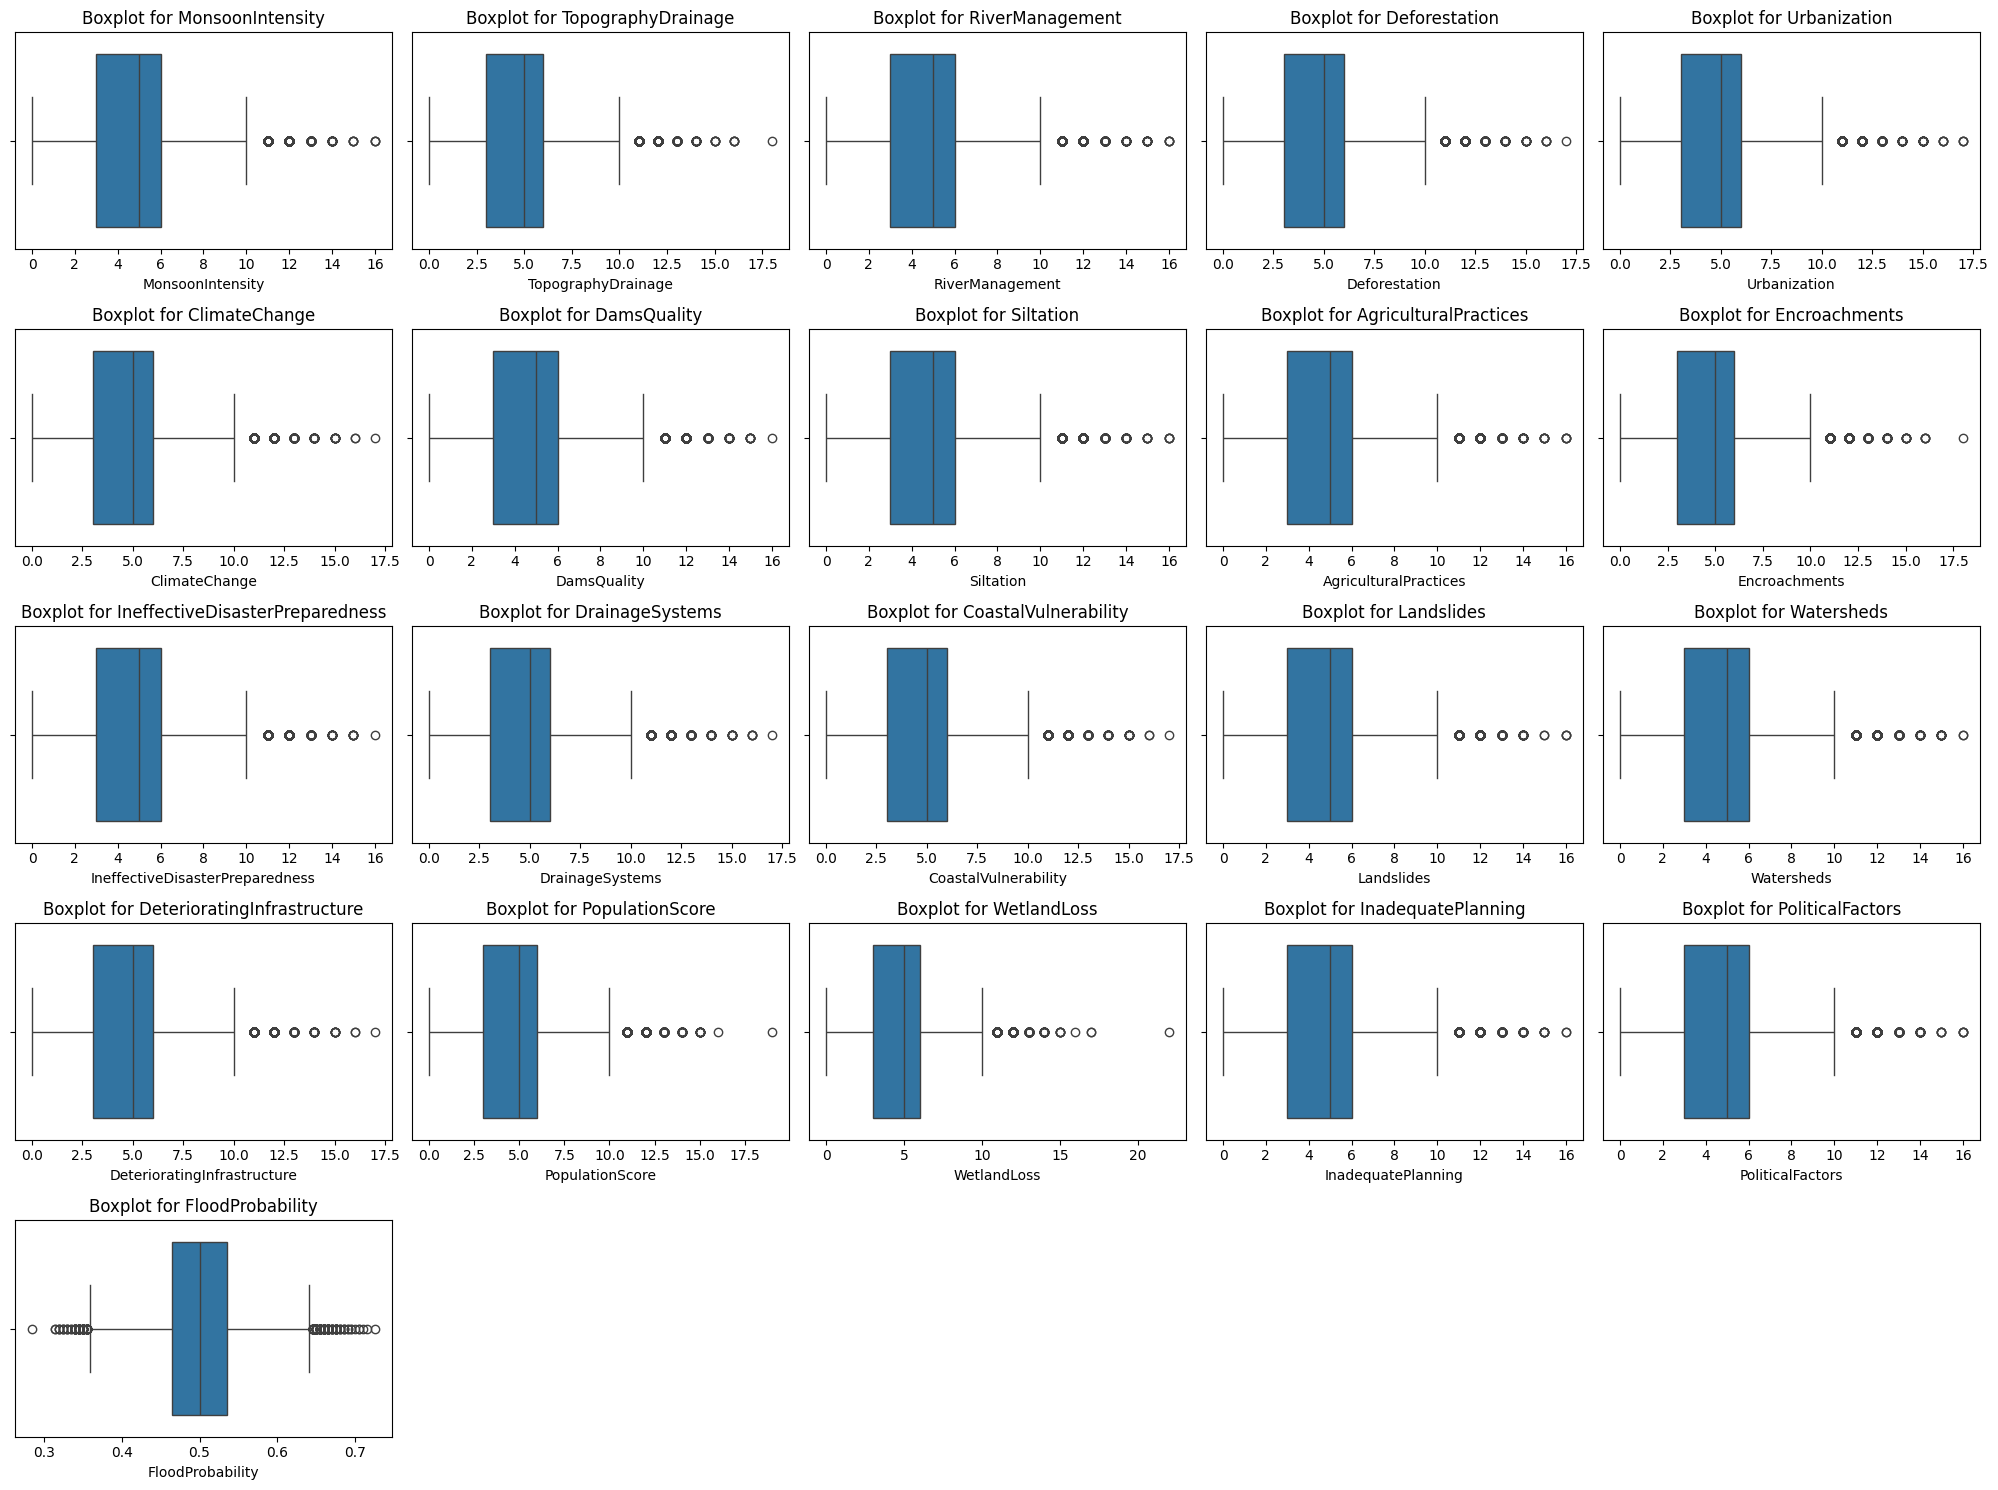 Boxplot for MonsoonIntensity
Boxplot for TopographyDrainage
Boxplot for RiverManagement
Boxplot for Deforestation
Boxplot for Urbanization
0 2 4 6 8 10 12 14 16
0.0 2.5 5.0 7.5 10.0 12.5 15.0 17.5
0 2 4 6 8 10 12 14 16
0.0 2.5 5.0 7.5 10.0 12.5 15.0 17.5
0.0 2.5 5.0 7.5 10.0 12.5 15.0 17.5
MonsoonIntensity
TopographyDrainage
RiverManagement
Deforestation
Urbanization
Boxplot for ClimateChange
Boxplot for DamsQuality
Boxplot for Siltation
Boxplot for AgriculturalPractices
Boxplot for Encroachments
0.0 2.5 5.0 7.5 10.0 12.5 15.0 17.5
0 2 4 6 8 10 12 14 16
0 2 4 6 8 10 12 14 16
0 2 4 6 8 10 12 14 16
0.0 2.5 5.0 7.5 10.0 12.5 15.0 17.5
ClimateChange
DamsQuality
Siltation
AgriculturalPractices
Encroachments
Boxplot for IneffectiveDisasterPreparedness
Boxplot for DrainageSystems
Boxplot for CoastalVulnerability
Boxplot for Landslides
Boxplot for Watersheds
0 2 4 6 8 10 12 14 16
0.0 2.5 5.0 7.5 10.0 12.5 15.0 17.5
0.0 2.5 5.0 7.5 10.0 12.5 15.0 17.5
0 2 4 6 8 10 12 14 16
0 2 4 6 8 10 12 14 16
IneffectiveDisasterPreparedness
DrainageSystems
CoastalVulnerability
Landslides
Watersheds
Boxplot for DeterioratingInfrastructure
Boxplot for PopulationScore
Boxplot for WetlandLoss
Boxplot for InadequatePlanning
Boxplot for PoliticalFactors
0.0 2.5 5.0 7.5 10.0 12.5 15.0 17.5
0.0 2.5 5.0 7.5 10.0 12.5 15.0 17.5
0 5 10 15 20
0 2 4 6 8 10 12 14 16
0 2 4 6 8 10 12 14 16
DeterioratingInfrastructure
PopulationScore
WetlandLoss
InadequatePlanning
PoliticalFactors
Boxplot for FloodProbability
0.3 0.4 0.5 0.6 0.7
FloodProbability